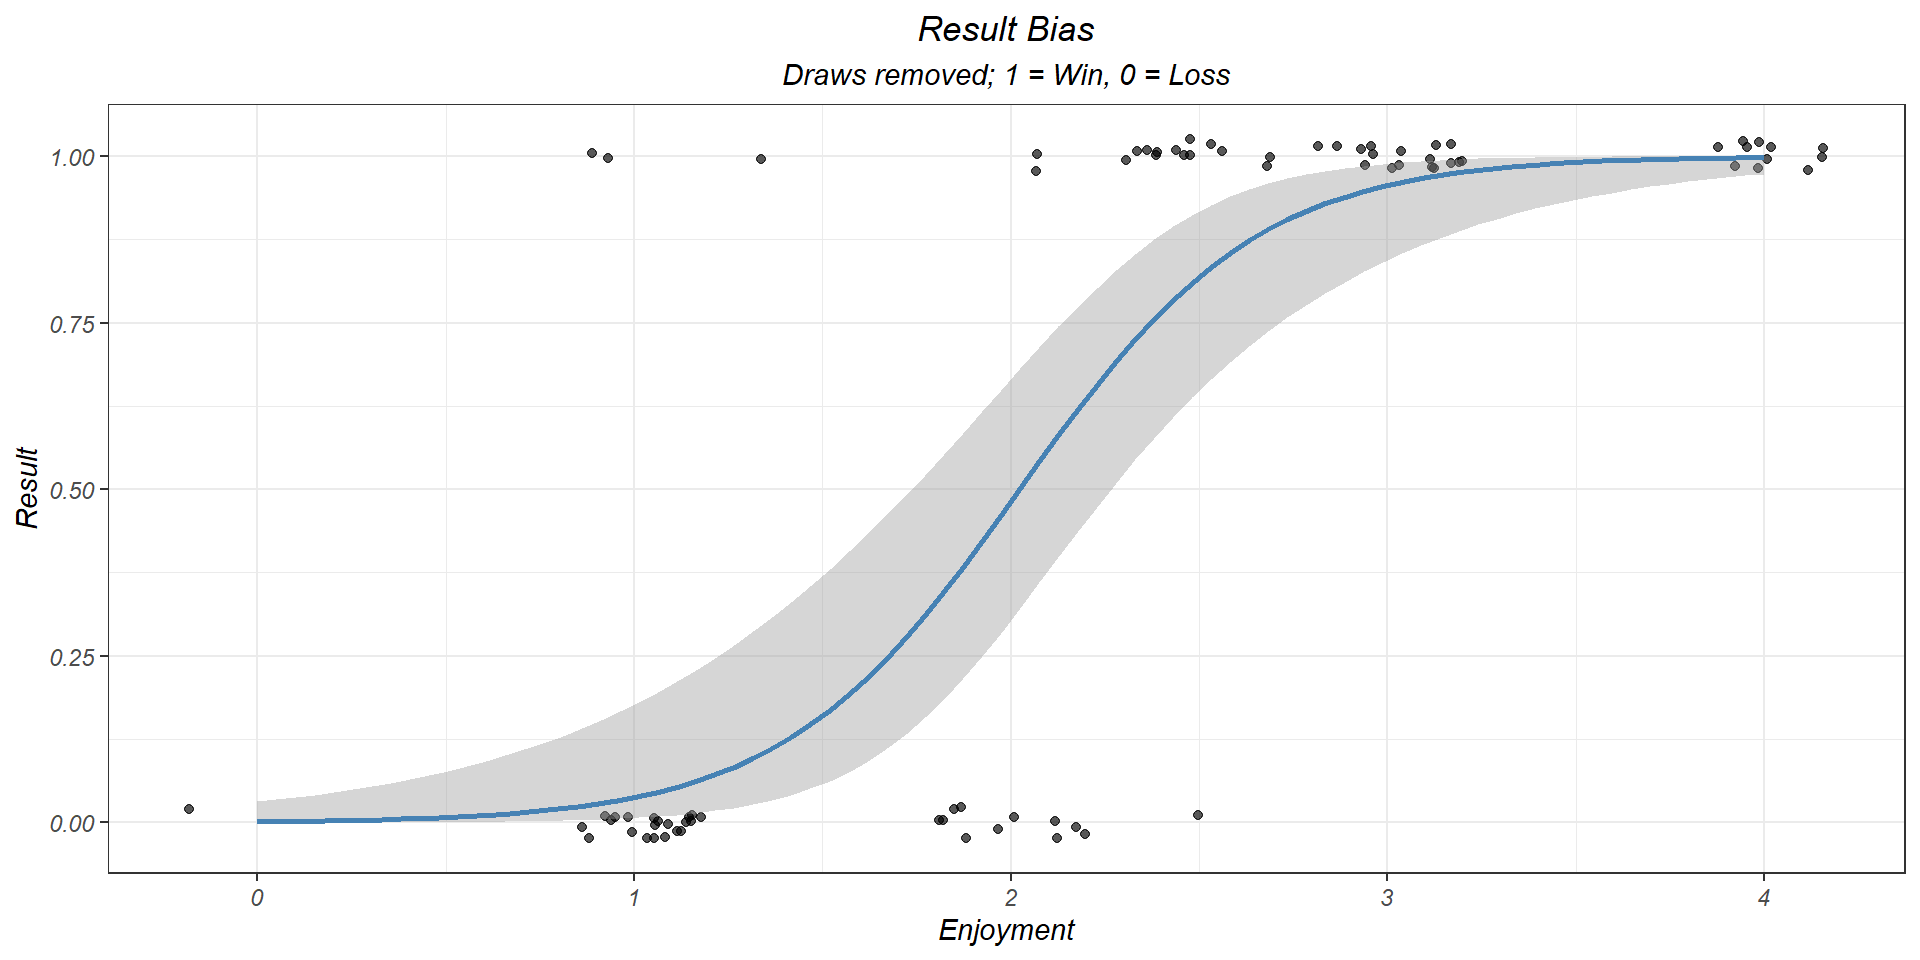 Result Bias
Draws removed; 1 = Win, 0 = Loss
Result
1.00
0.75
0.50
0.25
0.00
0 1 2 3 4
Enjoyment